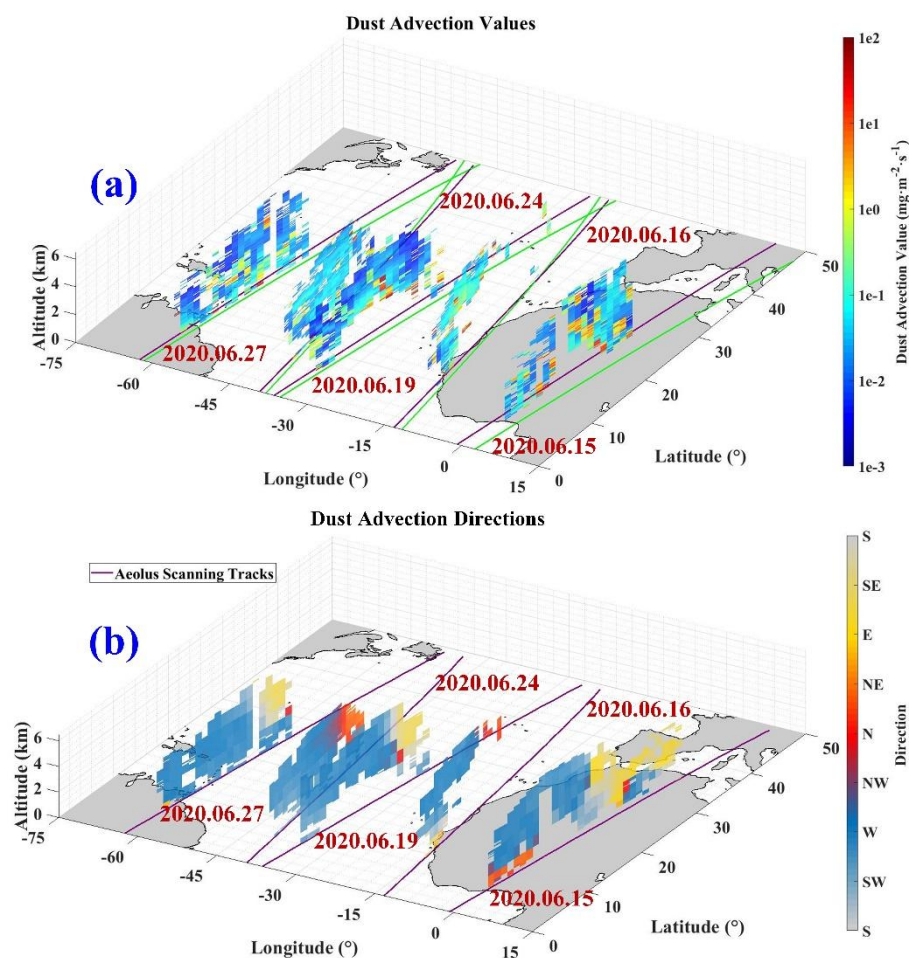 Dust Advection Values
(a)
2020.06.24
2020.06.16
2020.06.27
2020.06.19
2020.06.15
Altitude (km)
6
4
2
0
-75
-60
-45
-30
-15
0
15
Longitude (°)
0
10
20
30
40
50
Latitude (°)
1e2
1e1
1e0
1e-1
1e-2
1e-3
Dust Advection Value (mg·m⁻²·s⁻¹)
Dust Advection Directions
Aeolus Scanning Tracks
(b)
2020.06.24
2020.06.16
2020.06.27
2020.06.19
2020.06.15
Altitude (km)
6
4
2
0
-75
-60
-45
-30
-15
0
15
Longitude (°)
0
10
20
30
40
50
Latitude (°)
S
SE
E
NE
N
NW
W
SW
S
Direction